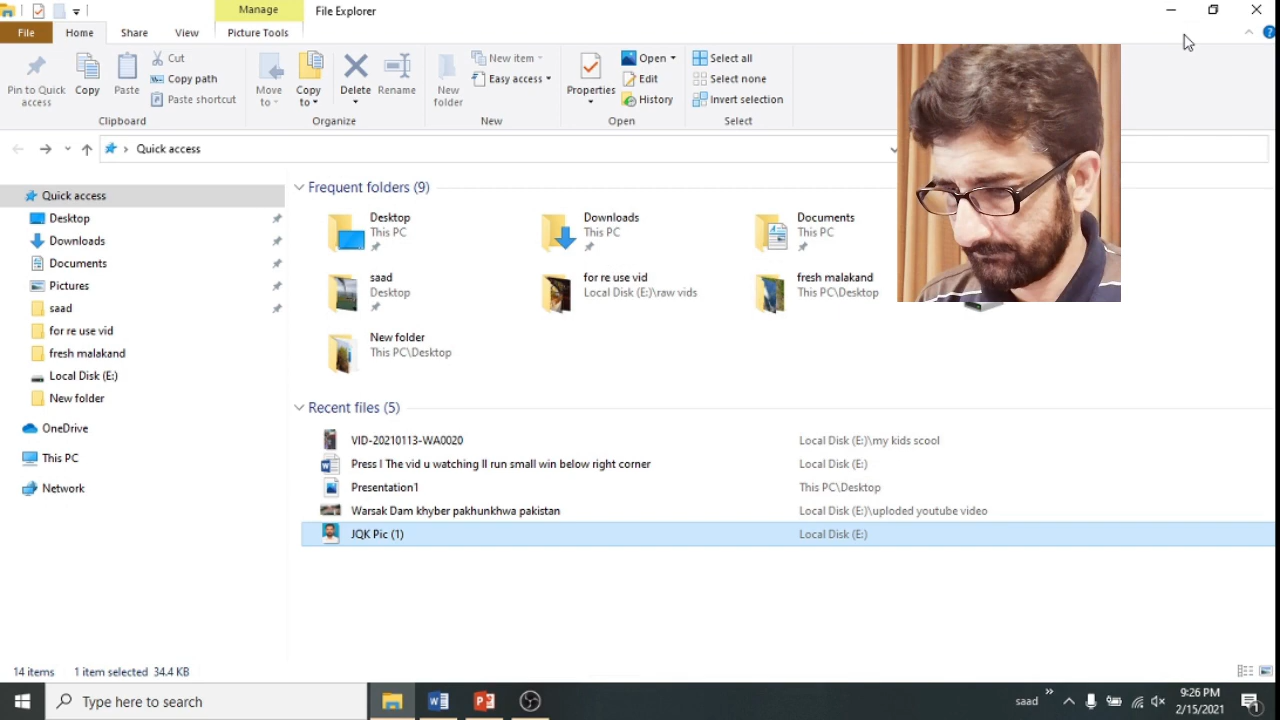 Manage
File Explorer
File
Home
Share
View
Picture Tools
Pin to Quick access
Copy
Paste
Cut
Copy path
Paste shortcut
Clipboard
Move to
Copy to
Delete
Rename
Organize
New folder
New item
Easy access
New
Properties
Open
Edit
History
Open
Select all
Select none
Invert selection
Select
Quick access
Quick access
Desktop
Downloads
Documents
Pictures
saad
for re use vid
fresh malakand
Local Disk (E:)
New folder
OneDrive
This PC
Network
Frequent folders (9)
Desktop
This PC
Downloads
This PC
Documents
This PC
saad
Desktop
for re use vid
Local Disk (E:)\raw vids
fresh malakand
This PC\Desktop
New folder
This PC\Desktop
Recent files (5)
VID-20210113-WA0020 Local Disk (E:)\my kids scool
Press I The vid u watching ll run small win below right corner Local Disk (E:)
Presentation1 This PC\Desktop
Warsak Dam khyber pakhunkhwa pakistan Local Disk (E:)\uploded youtube video
JQK Pic (1) Local Disk (E:)
14 items 1 item selected 34.4 KB
Type here to search
saad
9:26 PM
2/15/2021
1